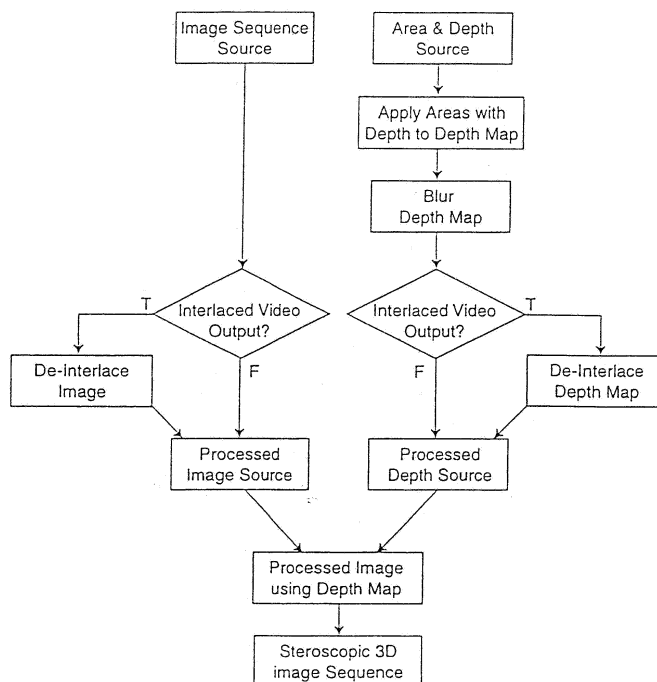 Image Sequence
Source
Area & Depth
Source
Apply Areas with
Depth to Depth Map
Blur
Depth Map
T
Interlaced Video
Output?
F
Interlaced Video
Output?
T
F
De-Interlace
Image
De-Interlace
Depth Map
Processed
Image Source
Processed
Depth Source
Processed Image
using Depth Map
Steroscopic 3D
image Sequence